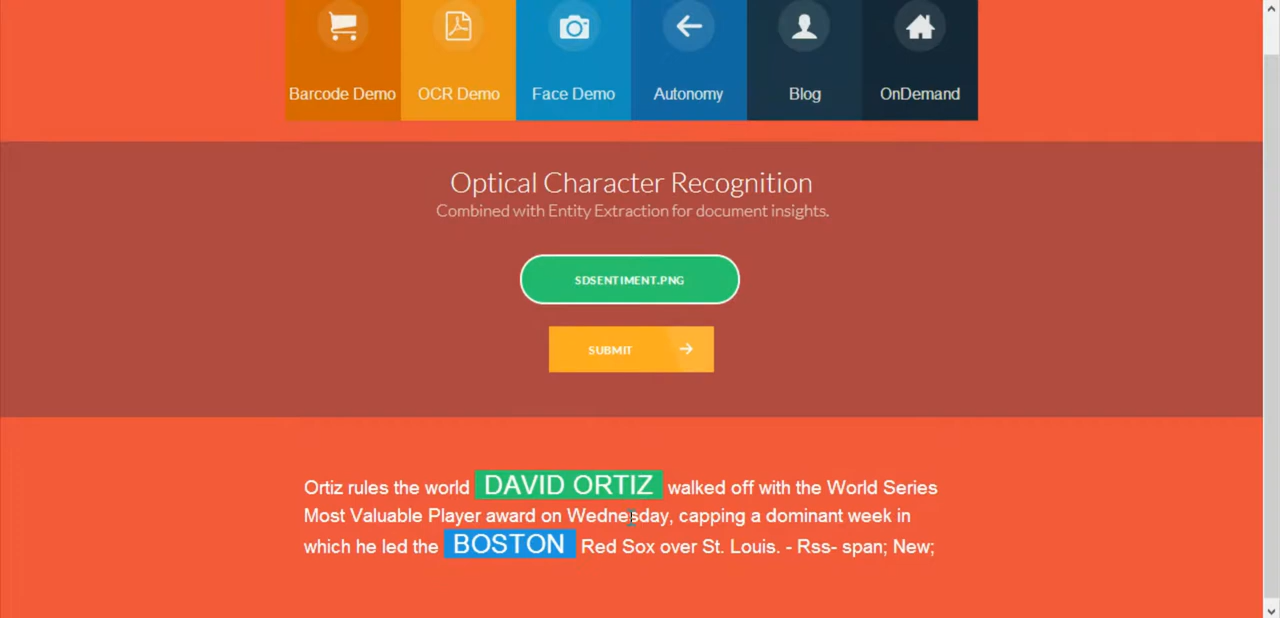 Barcode Demo OCR Demo Face Demo Autonomy Blog OnDemand
Optical Character Recognition
Combined with Entity Extraction for document insights.
SDSENTIMENT.PNG
SUBMIT
Ortiz rules the world DAVID ORTIZ walked off with the World Series
Most Valuable Player award on Wednesday, capping a dominant week in
which he led the BOSTON Red Sox over St. Louis. - Rss- span; New;